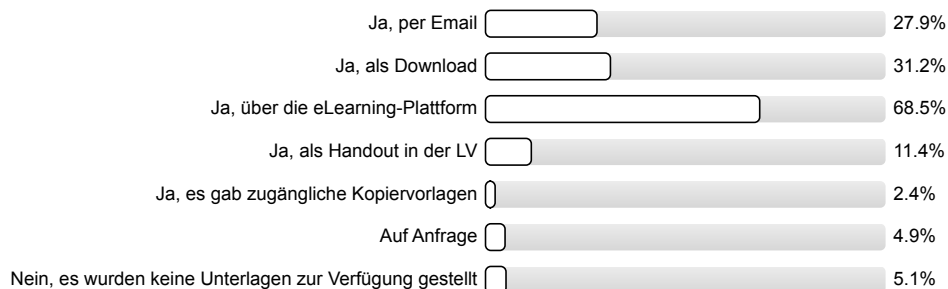 Ja, per Email 27.9%
Ja, als Download 31.2%
Ja, über die eLearning-Plattform 68.5%
Ja, als Handout in der LV 11.4%
Ja, es gab zugängliche Kopiervorlagen 2.4%
Auf Anfrage 4.9%
Nein, es wurden keine Unterlagen zur Verfügung gestellt 5.1%